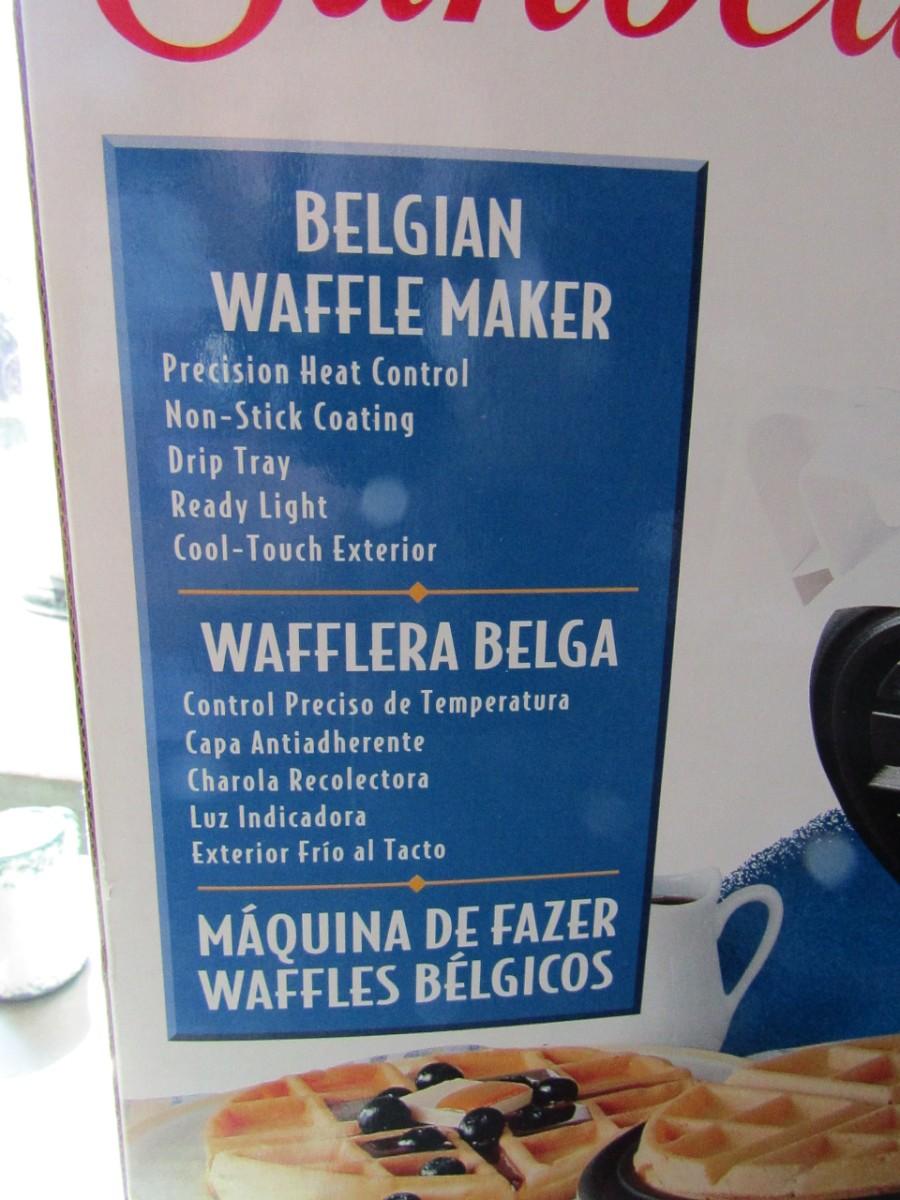 BELGIAN
WAFFLE MAKER
Precision Heat Control
Non-Stick Coating
Drip Tray
Ready Light
Cool-Touch Exterior
WAFFLERA BELGA
Control Preciso de Temperatura
Capa Antiadherente
Charola Recolectora
Luz Indicadora
Exterior Frío al Tacto
MÁQUINA DE FAZER
WAFFLES BÉLGICOS